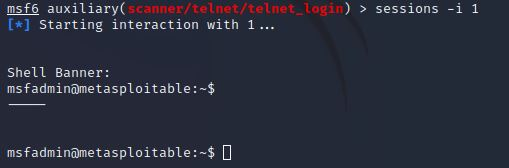 msf6 auxiliary(scanner/telnet/telnet_login) > sessions -i 1
[*] Starting interaction with 1...
Shell Banner:
msfadmin@metasploitable:~$
-----
msfadmin@metasploitable:~$